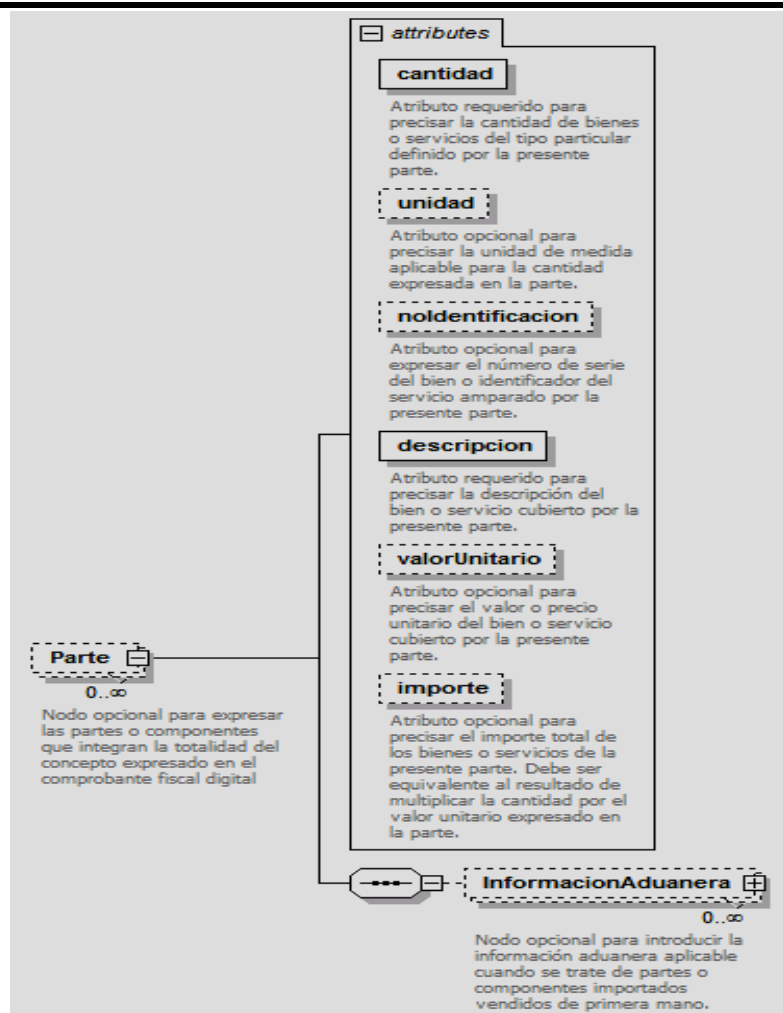 attributes
cantidad
Atributo requerido para
precisar la cantidad de bienes
o servicios del tipo particular
definido por la presente
parte.
unidad
Atributo opcional para
precisar la unidad de medida
aplicable para la cantidad
expresada en la parte.
noIdentificacion
Atributo opcional para
expresar el número de serie
del bien o identificador del
servicio amparado por la
presente parte.
descripcion
Atributo requerido para
precisar la descripción del
bien o servicio cubierto por la
presente parte.
valorUnitario
Atributo opcional para
precisar el valor o precio
unitario del bien o servicio
cubierto por la presente
parte.
importe
Atributo opcional para
precisar el importe total de
los bienes o servicios de la
presente parte. Debe ser
equivalente al resultado de
multiplicar la cantidad por el
valor unitario expresado en
la parte.
Parte
0..∞
Nodo opcional para expresar
las partes o componentes
que integran la totalidad del
concepto expresado en el
comprobante fiscal digital
InformacionAduanera
0..∞
Nodo opcional para introducir la
información aduanera aplicable
cuando se trate de partes o
componentes importados
vendidos de primera mano.